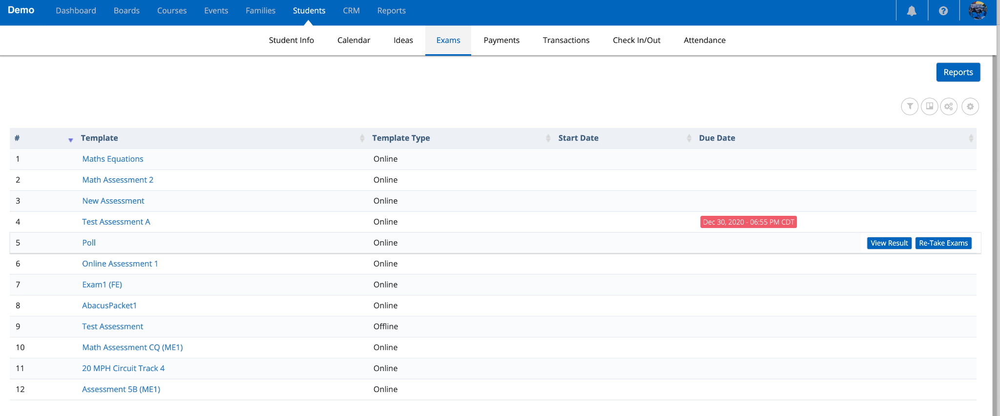 Demo Dashboard Boards Courses Events Families Students CRM Reports
Student Info Calendar Ideas Exams Payments Transactions Check In/Out Attendance
Reports
# Template Template Type Start Date Due Date
1 Maths Equations Online
2 Math Assessment 2 Online
3 New Assessment Online
4 Test Assessment A Online Dec 30, 2020 - 06:55 PM CDT
5 Poll Online View Result Re-Take Exams
6 Online Assessment 1 Online
7 Exam1 (FE) Online
8 AbacusPacket1 Online
9 Test Assessment Offline
10 Math Assessment CQ (ME1) Online
11 20 MPH Circuit Track 4 Online
12 Assessment 5B (ME1) Online